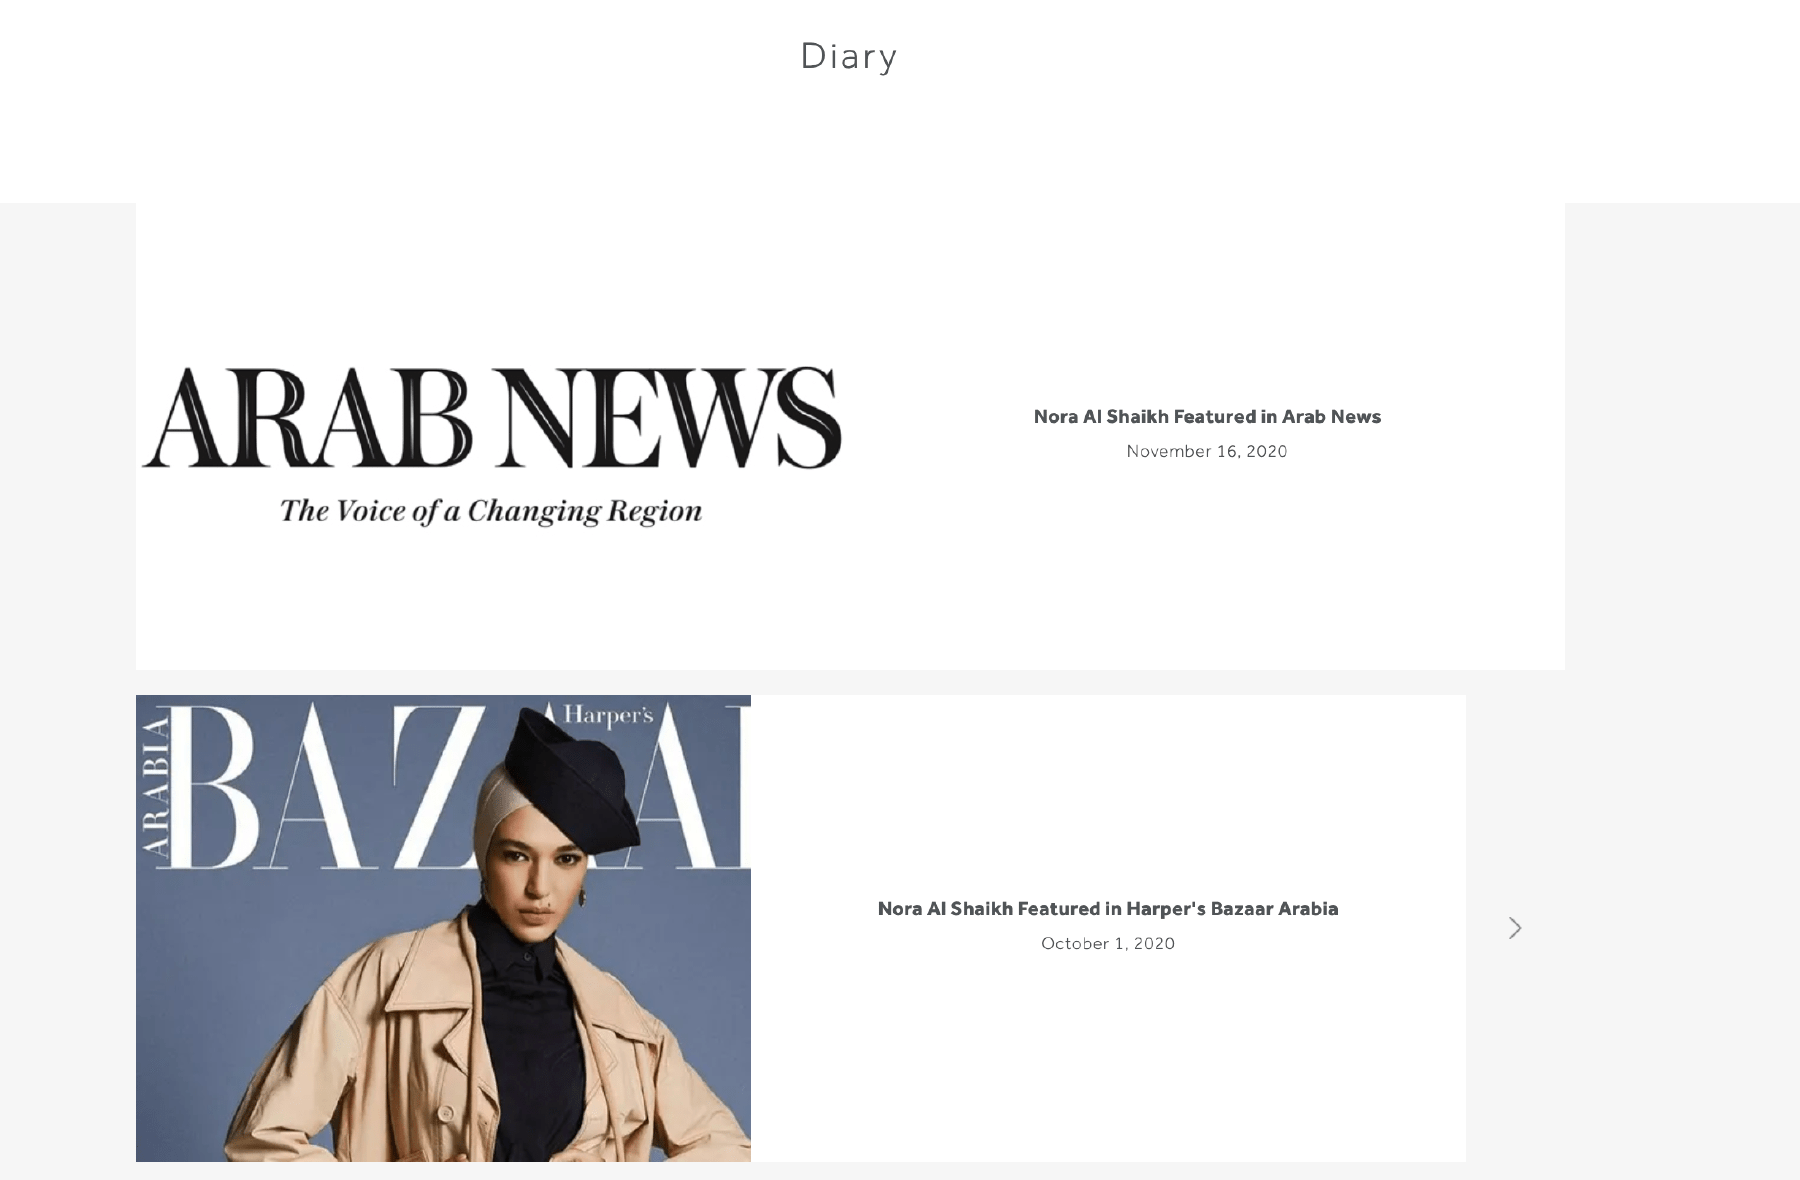 Diary
ARAB NEWS
The Voice of a Changing Region
Nora Al Shaikh Featured in Arab News
November 16, 2020
ARABIA
Harper's
BAZAA
Nora Al Shaikh Featured in Harper's Bazaar Arabia
October 1, 2020